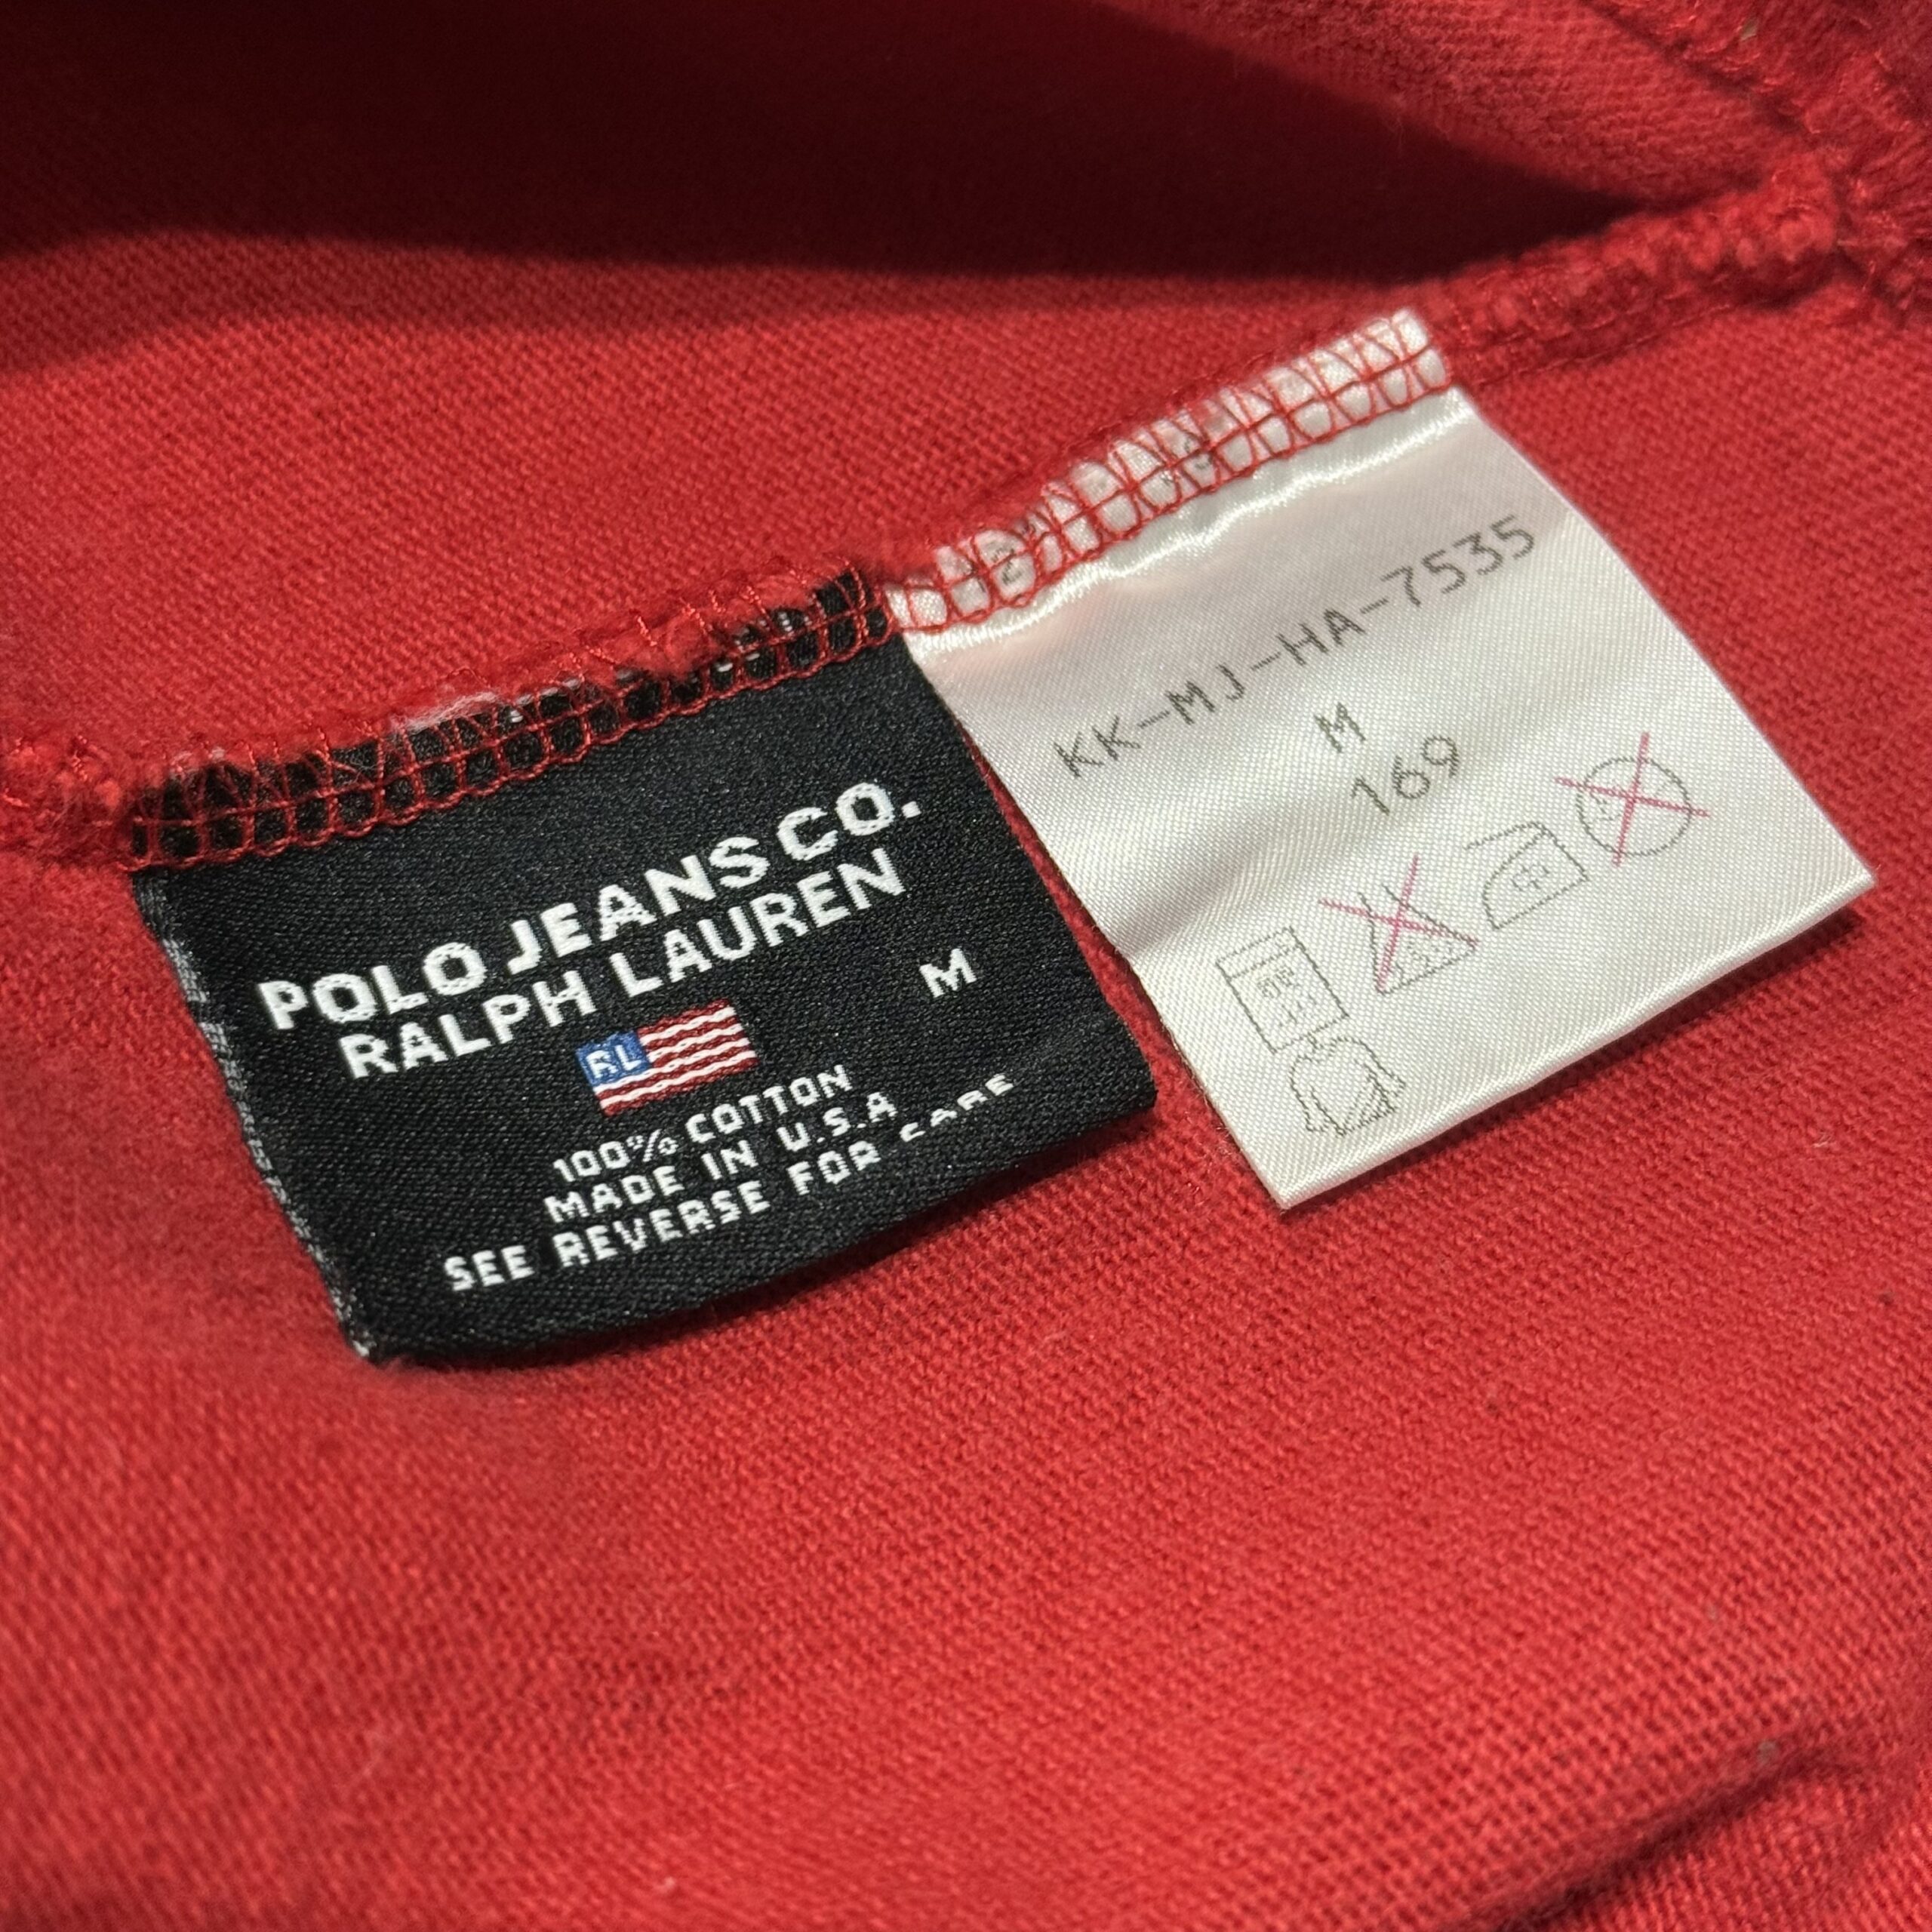 POLO JEANS CO.
RALPH LAUREN
M
RL
100% COTTON
MADE IN U.S.A
SEE REVERSE FOR CARE
KK-MJ-HA-7535
M
169
中